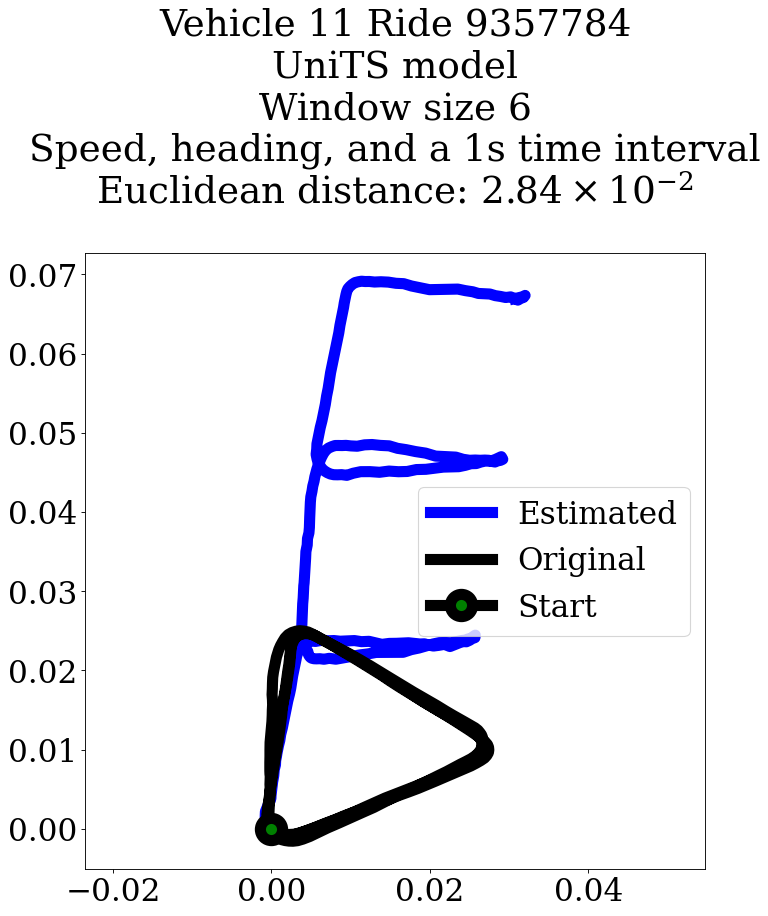 Vehicle 11 Ride 9357784
UniTS model
Window size 6
Speed, heading, and a 1s time interval
Euclidean distance: 2.84 × 10⁻²
0.07
0.06
0.05
0.04
0.03
0.02
0.01
0.00
Estimated
Original
Start
−0.02 0.00 0.02 0.04